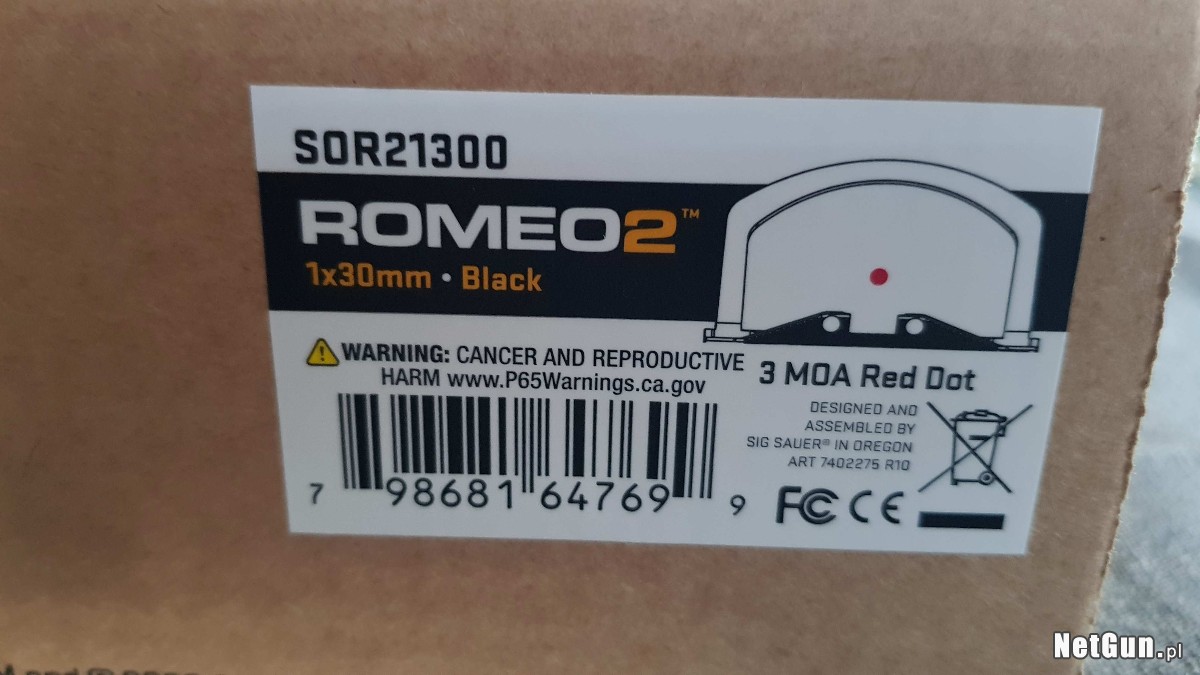 SOR21300
ROMEO2™
1x30mm • Black
WARNING: CANCER AND REPRODUCTIVE
HARM www.P65Warnings.ca.gov
3 MOA Red Dot
DESIGNED AND
ASSEMBLED BY
SIG SAUER® IN OREGON
ART 7402275 R10
7 98681 64769 9
FC CE
NetGun.pl